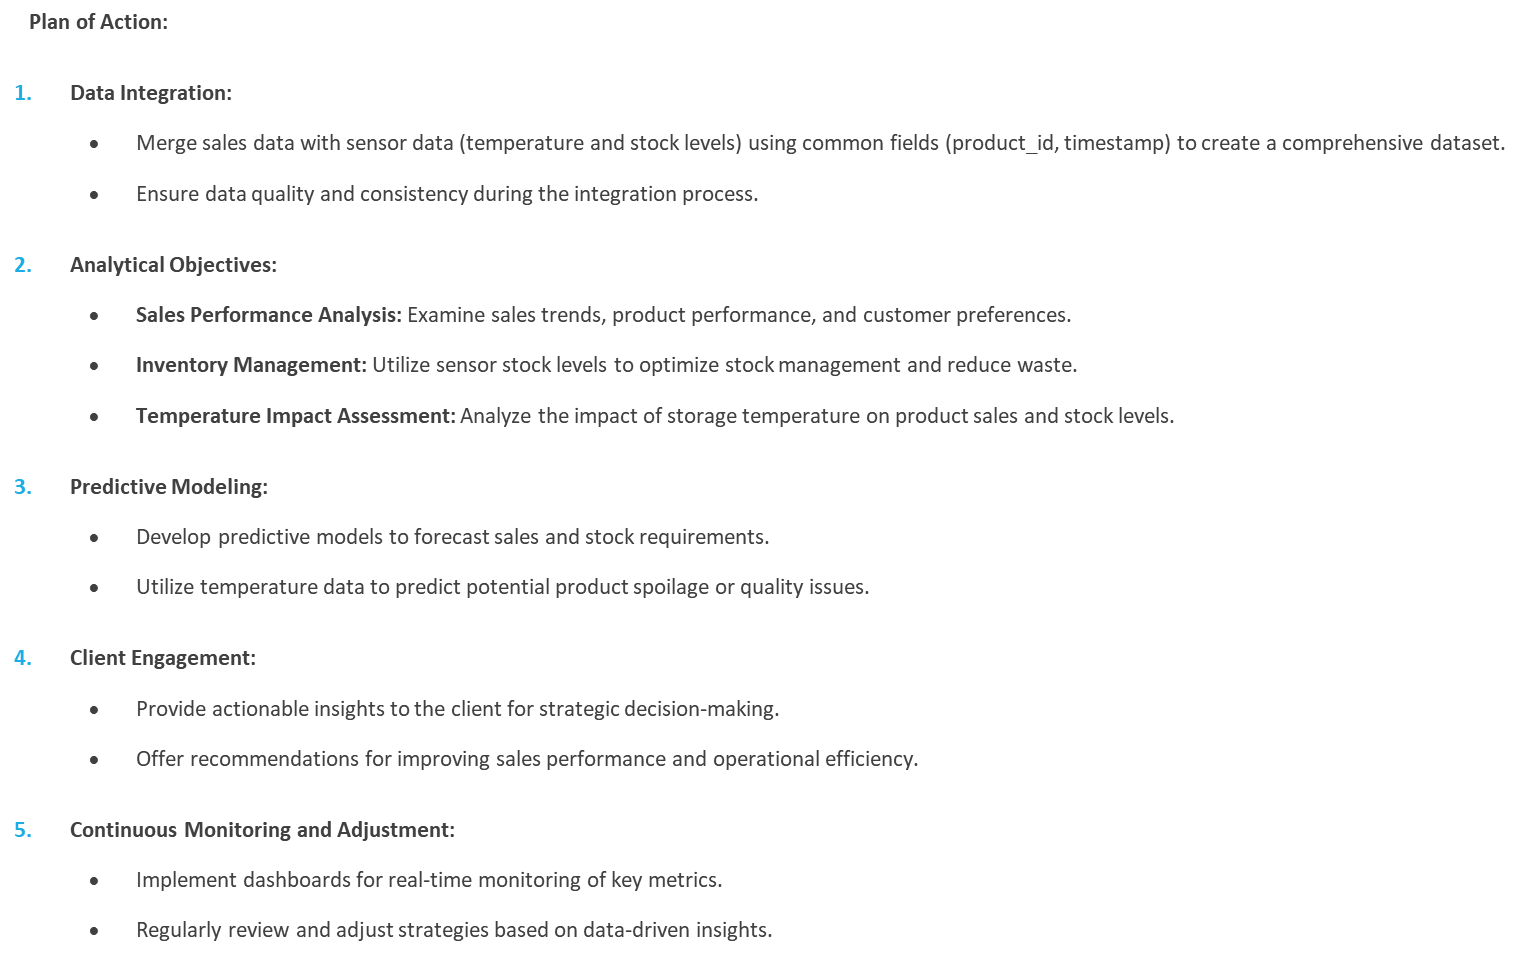 Plan of Action:
1. Data Integration:
• Merge sales data with sensor data (temperature and stock levels) using common fields (product_id, timestamp) to create a comprehensive dataset.
• Ensure data quality and consistency during the integration process.
2. Analytical Objectives:
• Sales Performance Analysis: Examine sales trends, product performance, and customer preferences.
• Inventory Management: Utilize sensor stock levels to optimize stock management and reduce waste.
• Temperature Impact Assessment: Analyze the impact of storage temperature on product sales and stock levels.
3. Predictive Modeling:
• Develop predictive models to forecast sales and stock requirements.
• Utilize temperature data to predict potential product spoilage or quality issues.
4. Client Engagement:
• Provide actionable insights to the client for strategic decision-making.
• Offer recommendations for improving sales performance and operational efficiency.
5. Continuous Monitoring and Adjustment:
• Implement dashboards for real-time monitoring of key metrics.
• Regularly review and adjust strategies based on data-driven insights.